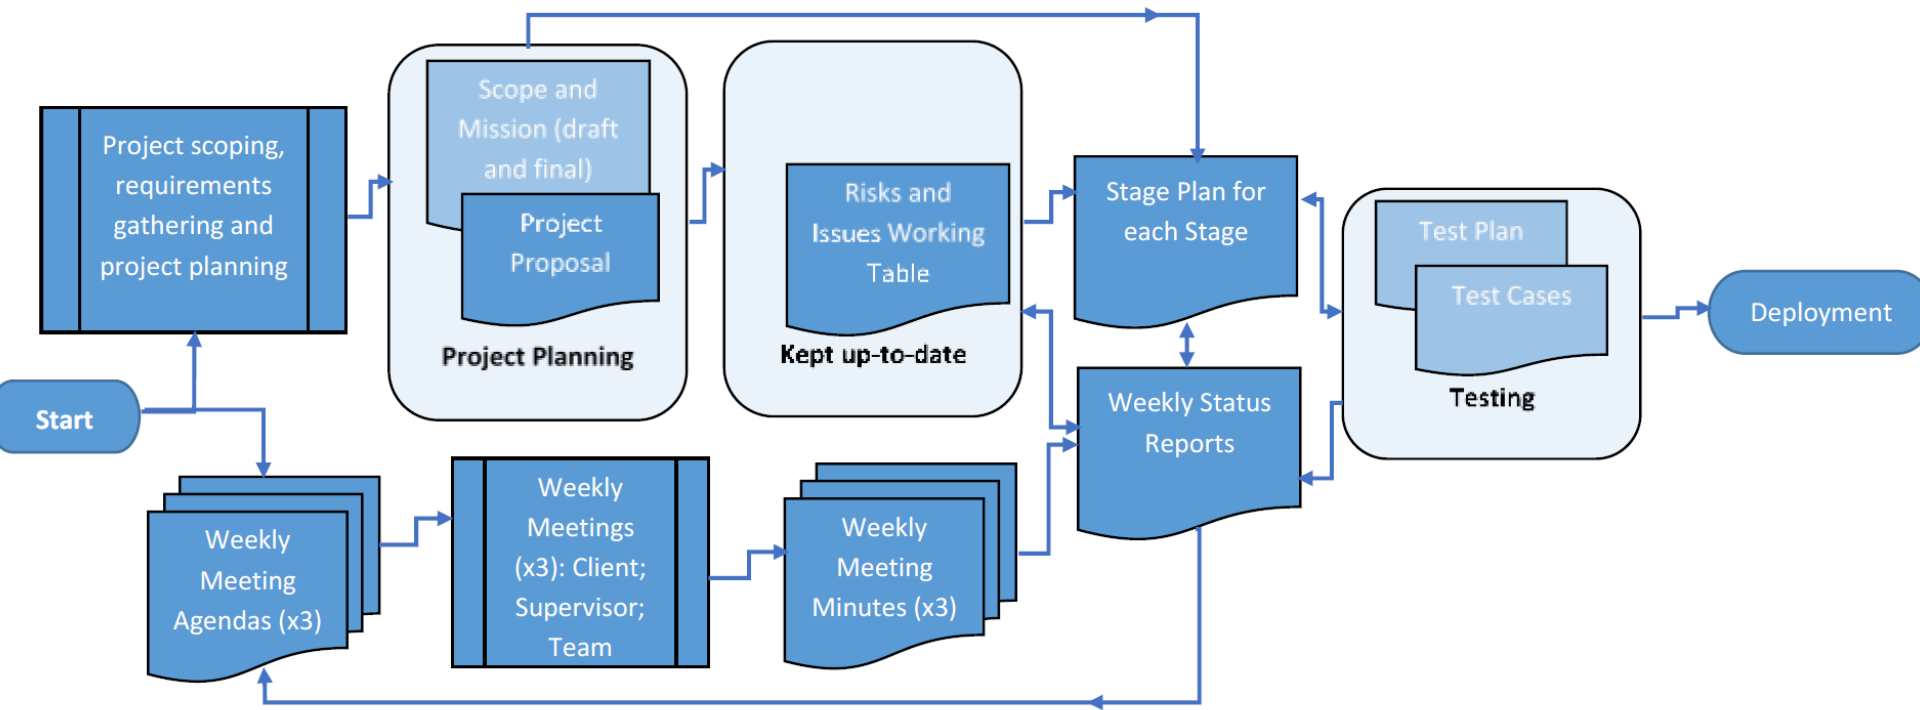 Project scoping,
requirements
gathering and
project planning
Scope and
Mission (draft
and final)
Project
Proposal
Project Planning
Risks and
Issues Working
Table
Kept up-to-date
Stage Plan for
each Stage
Test Plan
Test Cases
Testing
Deployment
Start
Weekly Status
Reports
Weekly
Meeting
Agendas (x3)
Weekly
Meetings
(x3): Client;
Supervisor;
Team
Weekly
Meeting
Minutes (x3)